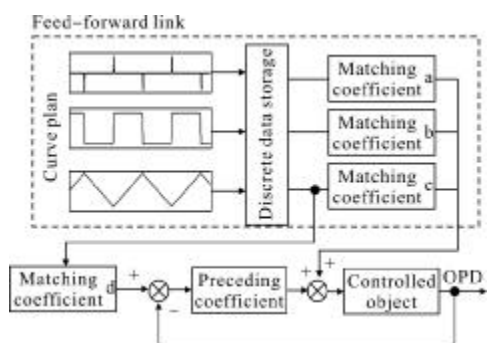 Feed-forward link
Curve plan
Discrete data storage
Matching
coefficient a
Matching
coefficient b
Matching
coefficient c
Matching
coefficient d
+
−
Preceding
coefficient
+
+
Controlled
object
OPD